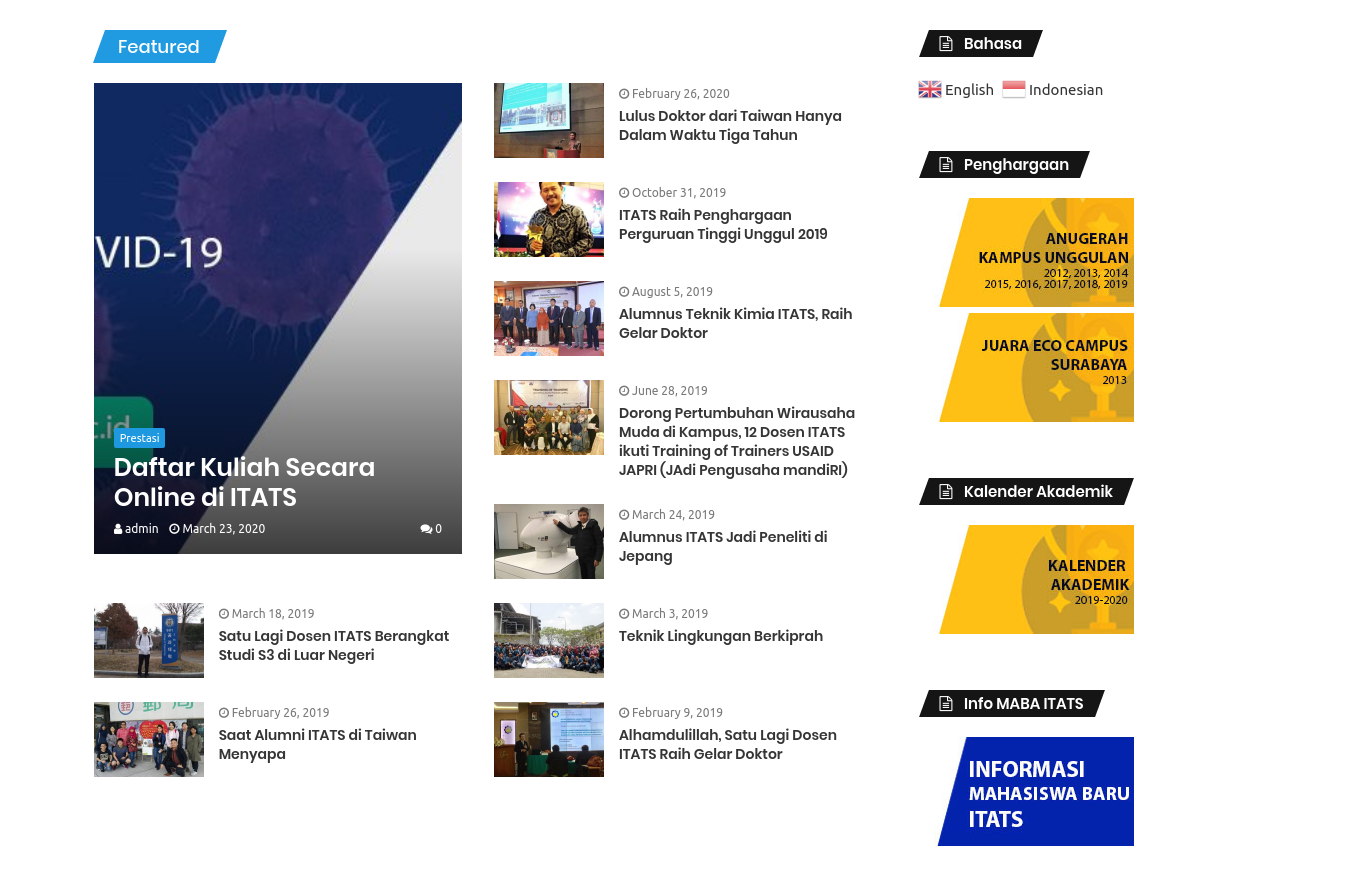 Featured
VID-19
t.id
Prestasi
Daftar Kuliah Secara
Online di ITATS
admin March 23, 2020 0
March 18, 2019
Satu Lagi Dosen ITATS Berangkat
Studi S3 di Luar Negeri
February 26, 2019
Saat Alumni ITATS di Taiwan
Menyapa
February 26, 2020
Lulus Doktor dari Taiwan Hanya
Dalam Waktu Tiga Tahun
October 31, 2019
ITATS Raih Penghargaan
Perguruan Tinggi Unggul 2019
August 5, 2019
Alumnus Teknik Kimia ITATS, Raih
Gelar Doktor
June 28, 2019
Dorong Pertumbuhan Wirausaha
Muda di Kampus, 12 Dosen ITATS
ikuti Training of Trainers USAID
JAPRI (JAdi Pengusaha mandiRI)
March 24, 2019
Alumnus ITATS Jadi Peneliti di
Jepang
March 3, 2019
Teknik Lingkungan Berkiprah
February 9, 2019
Alhamdulillah, Satu Lagi Dosen
ITATS Raih Gelar Doktor
Bahasa
English Indonesian
Penghargaan
ANUGERAH
KAMPUS UNGGULAN
2012, 2013, 2014
2015, 2016, 2017, 2018, 2019
JUARA ECO CAMPUS
SURABAYA
2013
Kalender Akademik
KALENDER
AKADEMIK
2019-2020
Info MABA ITATS
INFORMASI
MAHASISWA BARU
ITATS